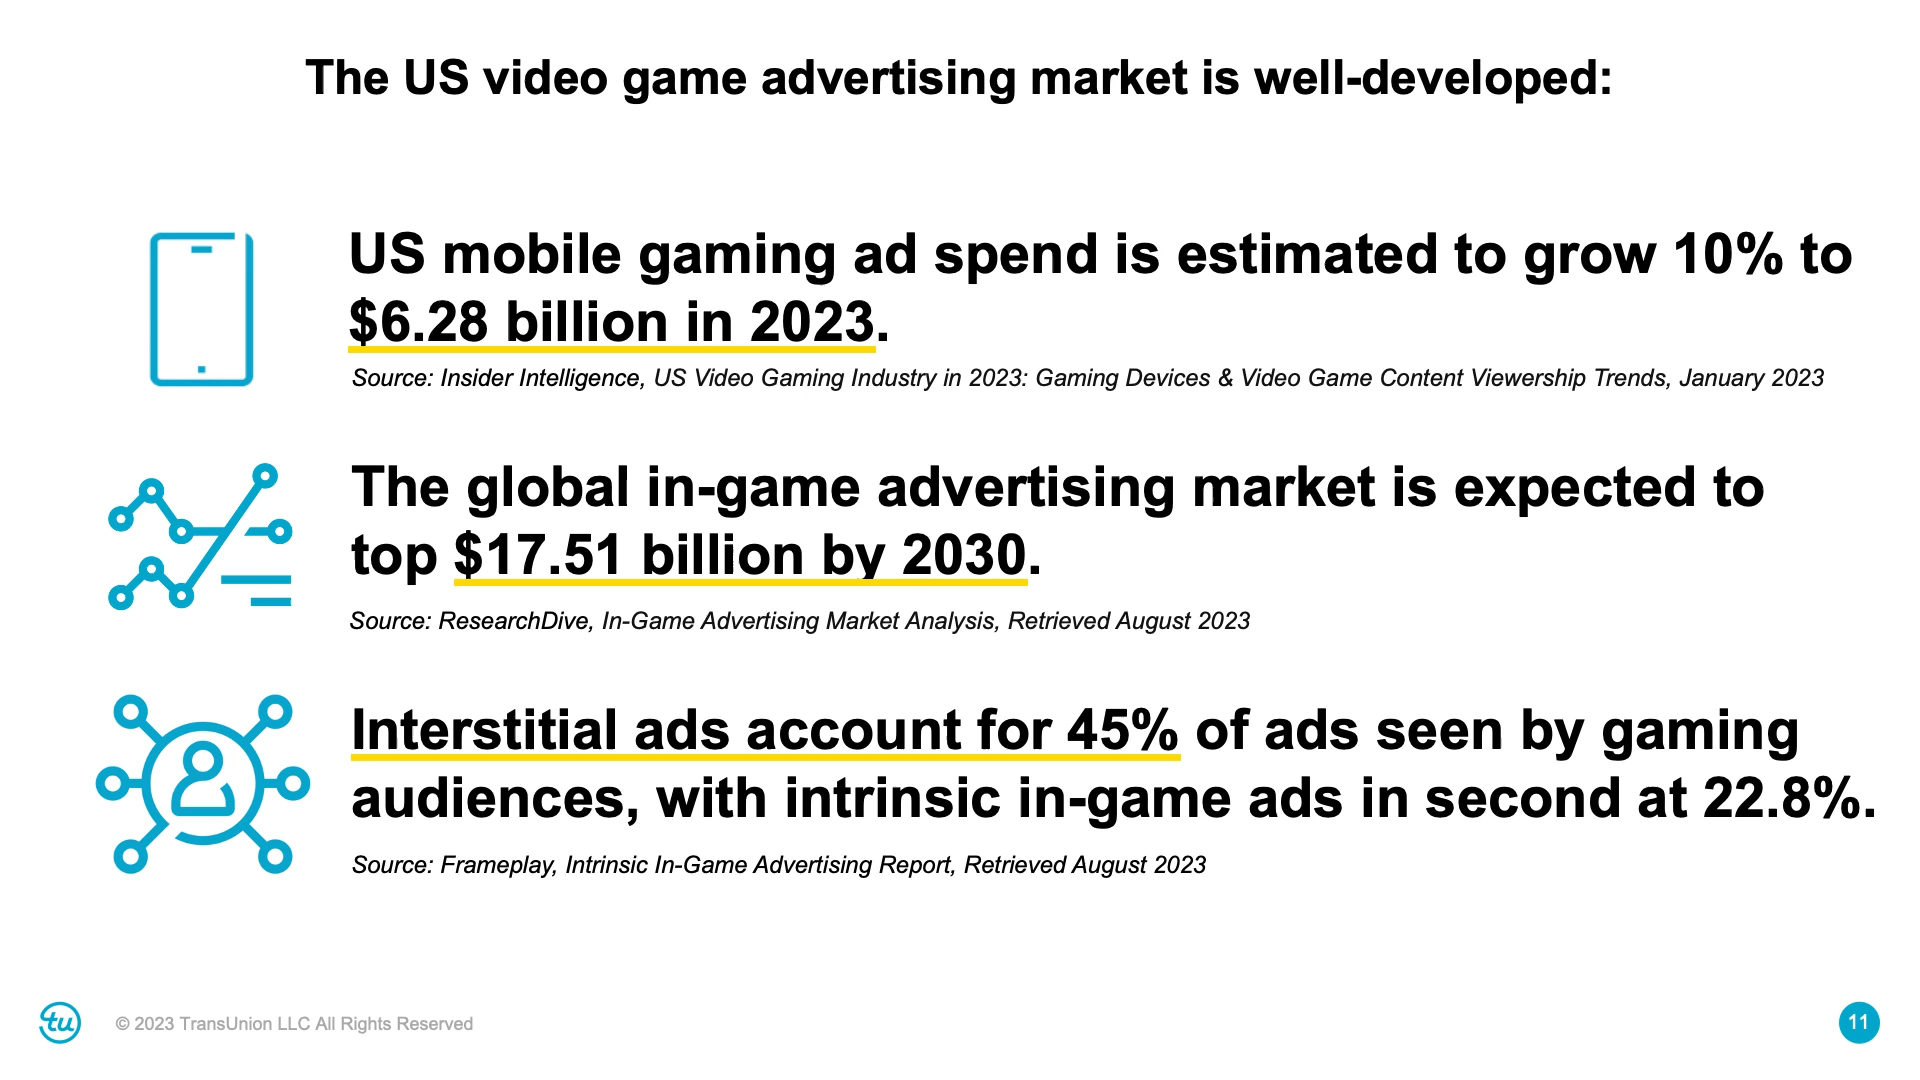 The US video game advertising market is well-developed:
US mobile gaming ad spend is estimated to grow 10% to
$6.28 billion in 2023.
Source: Insider Intelligence, US Video Gaming Industry in 2023: Gaming Devices & Video Game Content Viewership Trends, January 2023
The global in-game advertising market is expected to
top $17.51 billion by 2030.
Source: ResearchDive, In-Game Advertising Market Analysis, Retrieved August 2023
Interstitial ads account for 45% of ads seen by gaming
audiences, with intrinsic in-game ads in second at 22.8%.
Source: Frameplay, Intrinsic In-Game Advertising Report, Retrieved August 2023
tu © 2023 TransUnion LLC All Rights Reserved
11